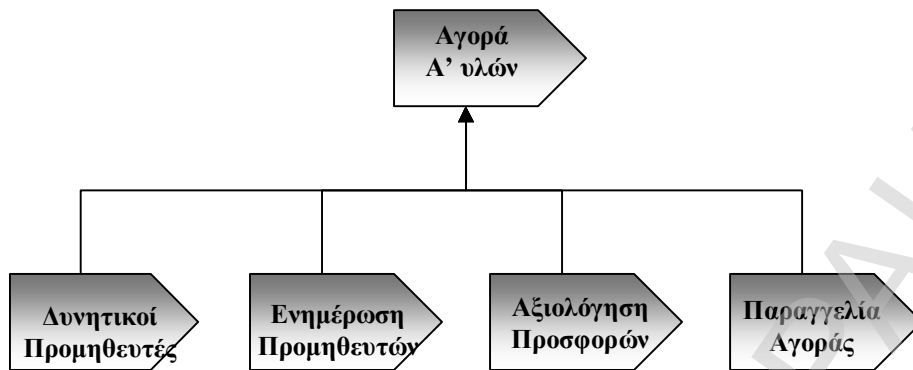 Αγορά
Α’ υλών
Δυνητικοί
Προμηθευτές
Ενημέρωση
Προμηθευτών
Αξιολόγηση
Προσφορών
Παραγγελία
Αγοράς